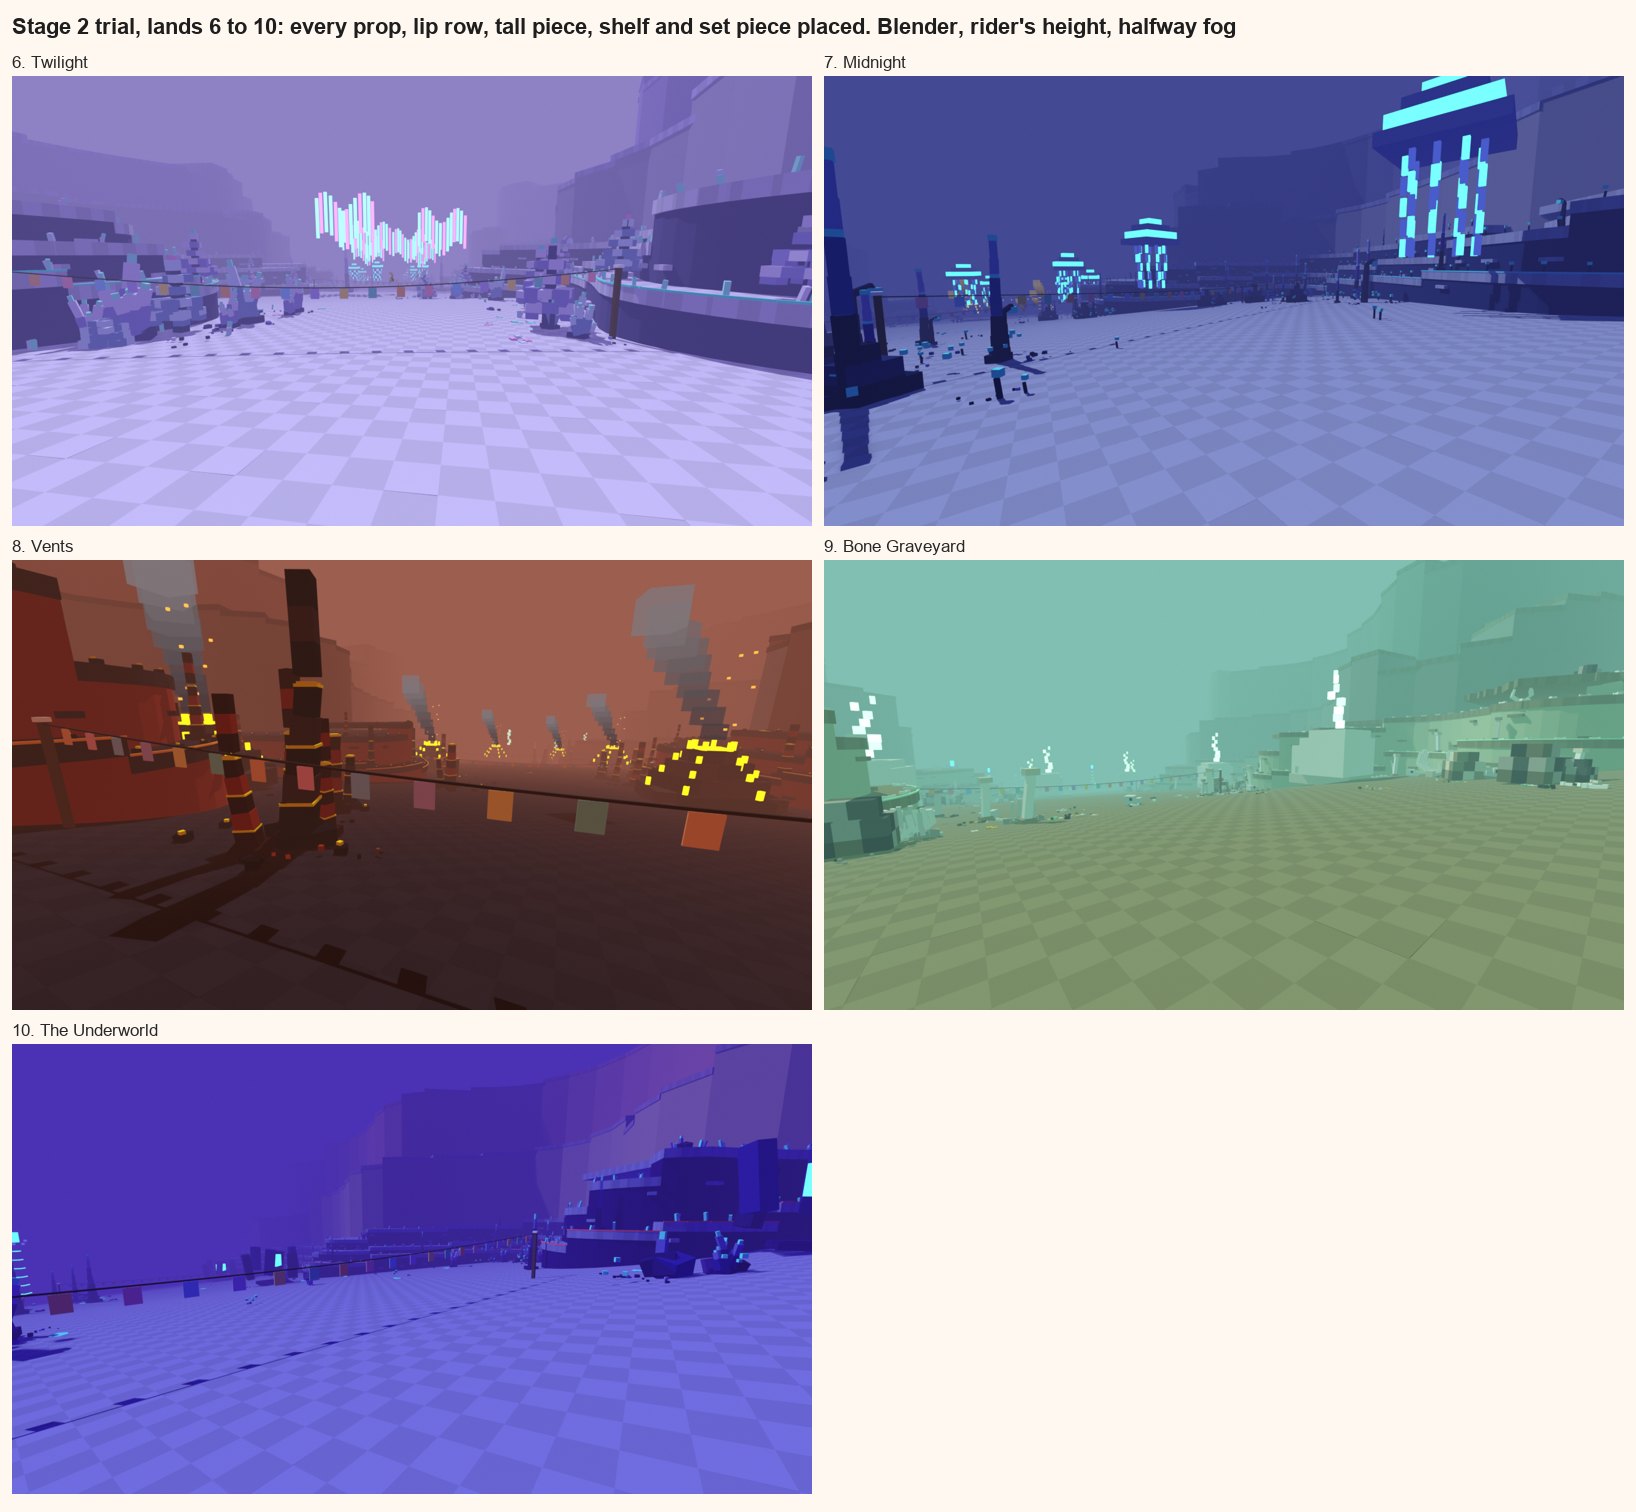 Stage 2 trial, lands 6 to 10: every prop, lip row, tall piece, shelf and set piece placed. Blender, rider's height, halfway fog
6. Twilight
7. Midnight
8. Vents
9. Bone Graveyard
10. The Underworld